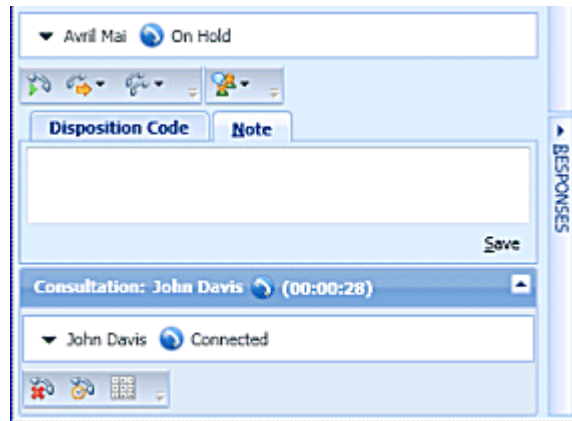 Avril Mai On Hold
Disposition Code Note
Save
Consultation: John Davis (00:00:28)
John Davis Connected
RESPONSES